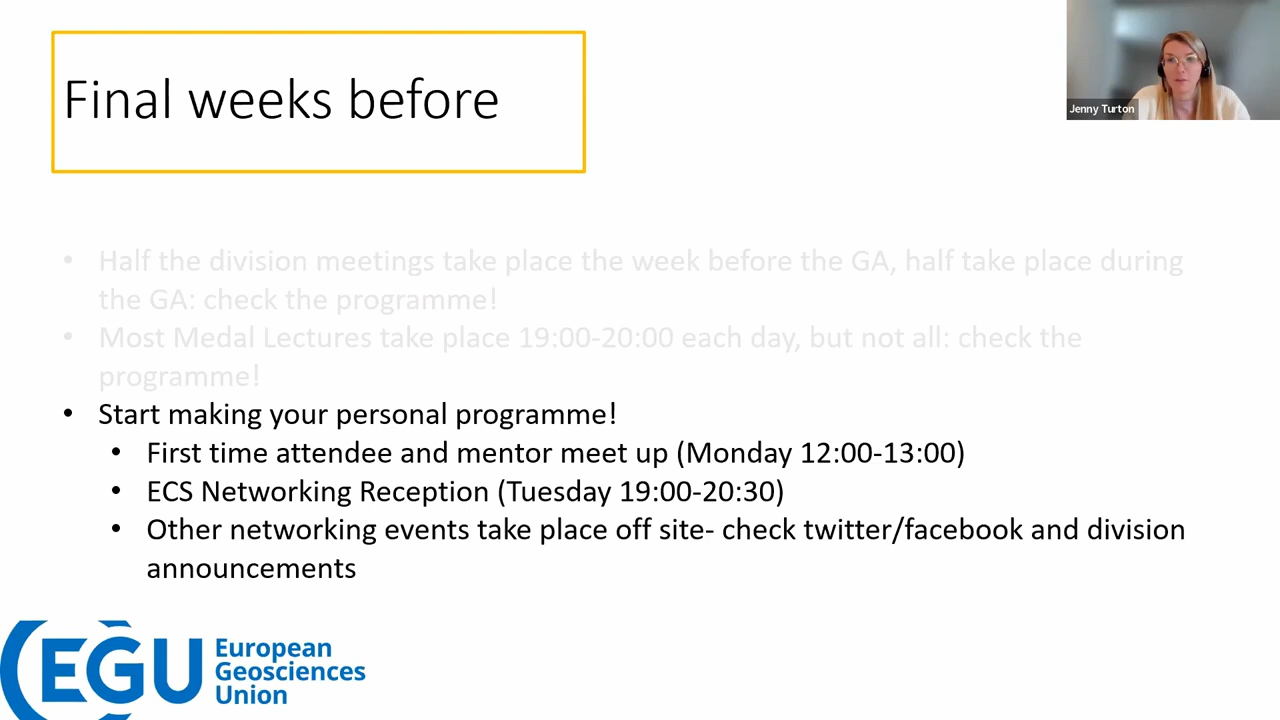 Final weeks before
Jenny Turton
• Half the division meetings take place the week before the GA, half take place during
the GA: check the programme!
• Most Medal Lectures take place 19:00-20:00 each day, but not all: check the
programme!
• Start making your personal programme!
• First time attendee and mentor meet up (Monday 12:00-13:00)
• ECS Networking Reception (Tuesday 19:00-20:30)
• Other networking events take place off site- check twitter/facebook and division
announcements
EGU
European
Geosciences
Union